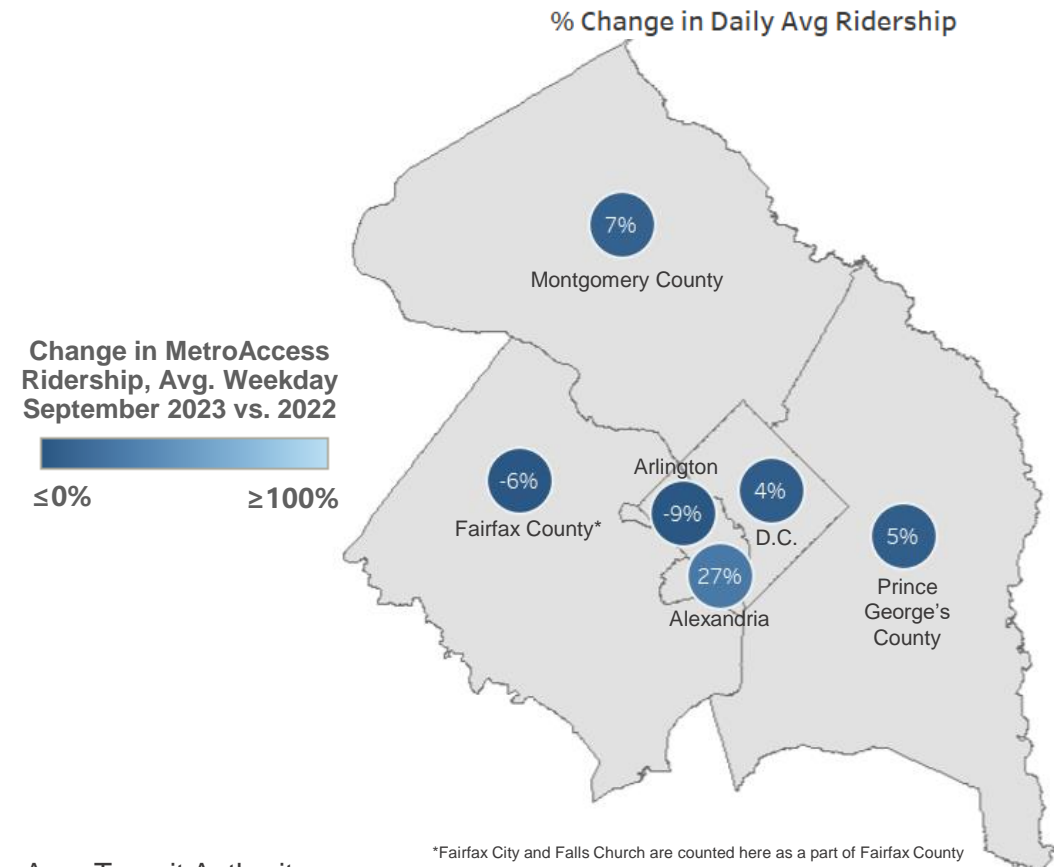 % Change in Daily Avg Ridership
7%
Montgomery County
Change in MetroAccess
Ridership, Avg. Weekday
September 2023 vs. 2022
≤0%
≥100%
-6%
Fairfax County*
Arlington
-9%
4%
D.C.
27%
Alexandria
5%
Prince
George’s
County
*Fairfax City and Falls Church are counted here as a part of Fairfax County
Transit